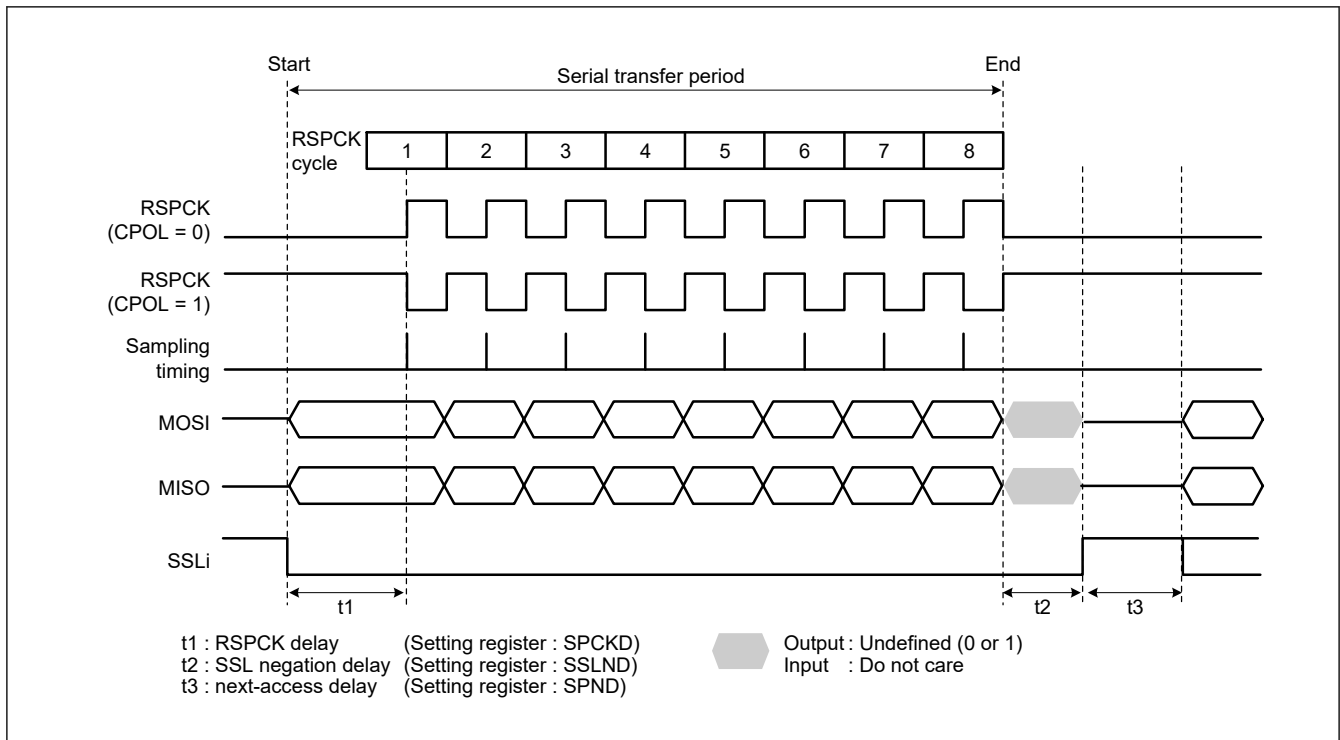 Start
End
Serial transfer period
RSPCK
cycle
1 2 3 4 5 6 7 8
RSPCK
(CPOL = 0)
RSPCK
(CPOL = 1)
Sampling
timing
MOSI
MISO
SSLi
t1
t2
t3
t1 : RSPCK delay (Setting register : SPCKD)
t2 : SSL negation delay (Setting register : SSLND)
t3 : next-access delay (Setting register : SPND)
Output : Undefined (0 or 1)
Input : Do not care